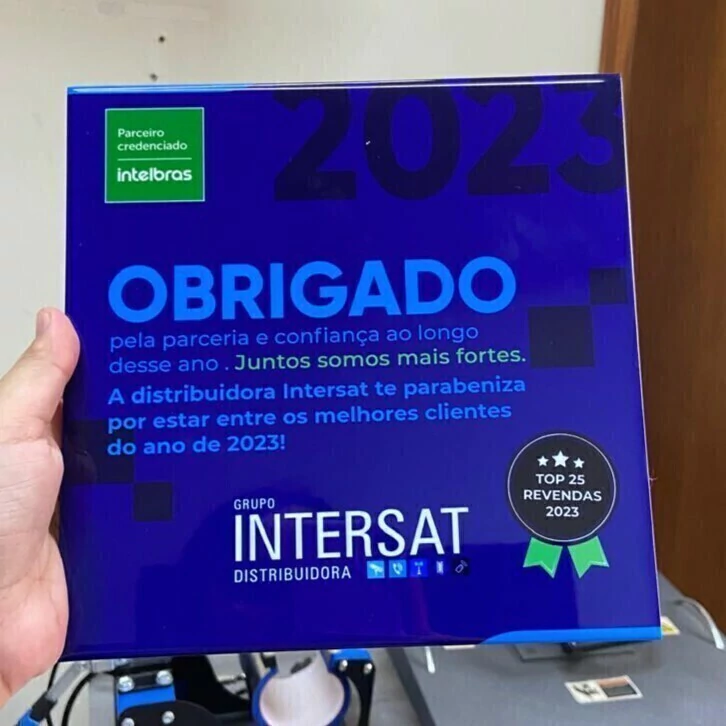 2023
Parceiro
credenciado
intelbras
OBRIGADO
pela parceria e confiança ao longo
desse ano . Juntos somos mais fortes.
A distribuidora Intersat te parabeniza
por estar entre os melhores clientes
do ano de 2023!
TOP 25
REVENDAS
2023
GRUPO
INTERSAT
DISTRIBUIDORA